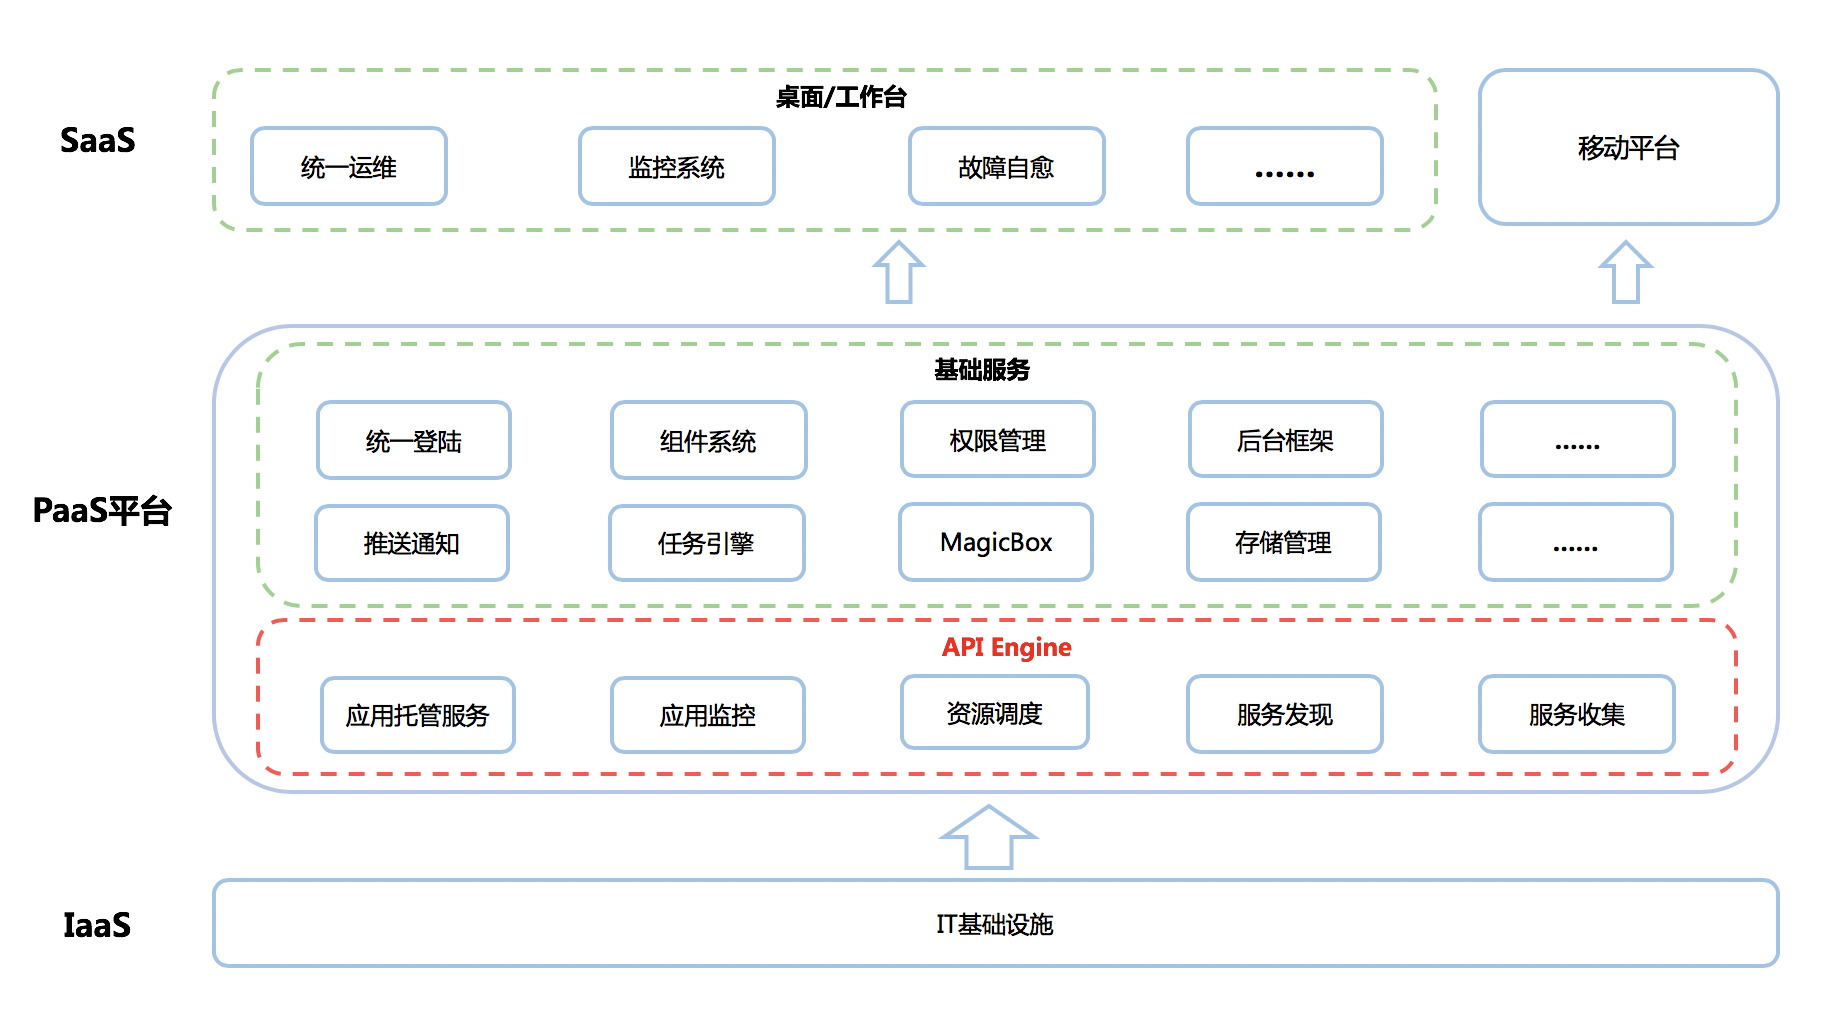 桌面/工作台
SaaS
统一运维
监控系统
故障自愈
......
移动平台
基础服务
统一登陆
组件系统
权限管理
后台框架
......
PaaS平台
推送通知
任务引擎
MagicBox
存储管理
......
API Engine
应用托管服务
应用监控
资源调度
服务发现
服务收集
IaaS
IT基础设施